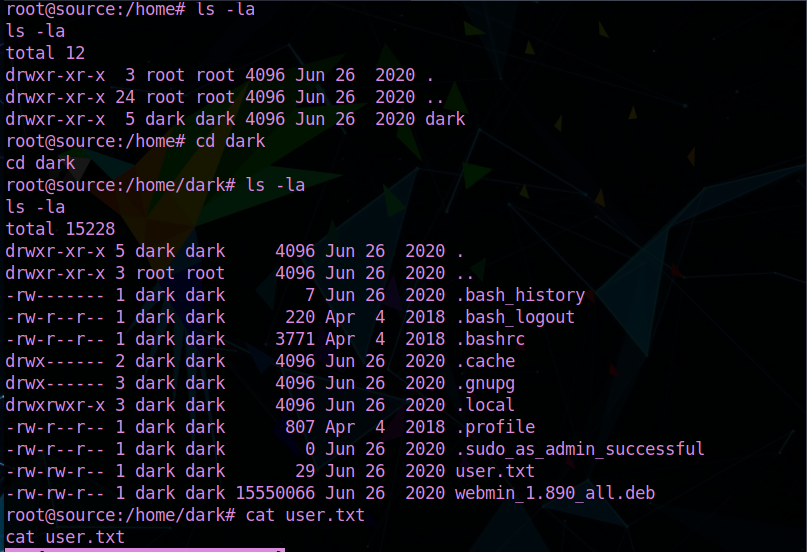 root@source:/home# ls -la
ls -la
total 12
drwxr-xr-x  3 root root 4096 Jun 26  2020 .
drwxr-xr-x 24 root root 4096 Jun 26  2020 ..
drwxr-xr-x  5 dark dark 4096 Jun 26  2020 dark
root@source:/home# cd dark
cd dark
root@source:/home/dark# ls -la
ls -la
total 15228
drwxr-xr-x 5 dark dark     4096 Jun 26  2020 .
drwxr-xr-x 3 root root     4096 Jun 26  2020 ..
-rw------- 1 dark dark        7 Jun 26  2020 .bash_history
-rw-r--r-- 1 dark dark      220 Apr  4  2018 .bash_logout
-rw-r--r-- 1 dark dark     3771 Apr  4  2018 .bashrc
drwx------ 2 dark dark     4096 Jun 26  2020 .cache
drwx------ 3 dark dark     4096 Jun 26  2020 .gnupg
drwxrwxr-x 3 dark dark     4096 Jun 26  2020 .local
-rw-r--r-- 1 dark dark      807 Apr  4  2018 .profile
-rw-r--r-- 1 dark dark        0 Jun 26  2020 .sudo_as_admin_successful
-rw-rw-r-- 1 dark dark       29 Jun 26  2020 user.txt
-rw-rw-r-- 1 dark dark 15550066 Jun 26  2020 webmin_1.890_all.deb
root@source:/home/dark# cat user.txt
cat user.txt